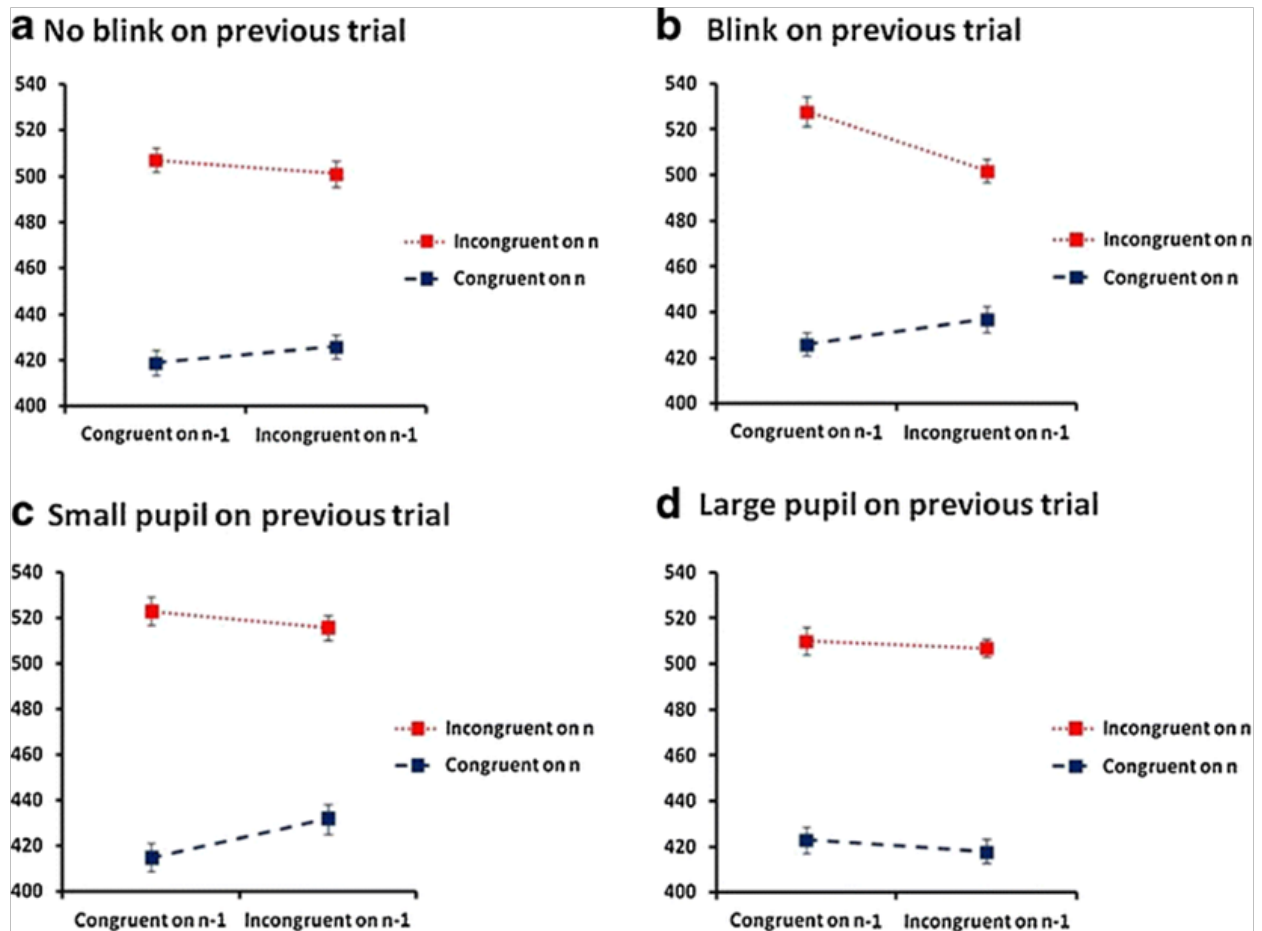 a No blink on previous trial
540
520
500
480
460
440
420
400
Incongruent on n
Congruent on n
Congruent on n-1 Incongruent on n-1
b Blink on previous trial
540
520
500
480
460
440
420
400
Incongruent on n
Congruent on n
Congruent on n-1 Incongruent on n-1
c Small pupil on previous trial
540
520
500
480
460
440
420
400
Incongruent on n
Congruent on n
Congruent on n-1 Incongruent on n-1
d Large pupil on previous trial
540
520
500
480
460
440
420
400
Incongruent on n
Congruent on n
Congruent on n-1 Incongruent on n-1